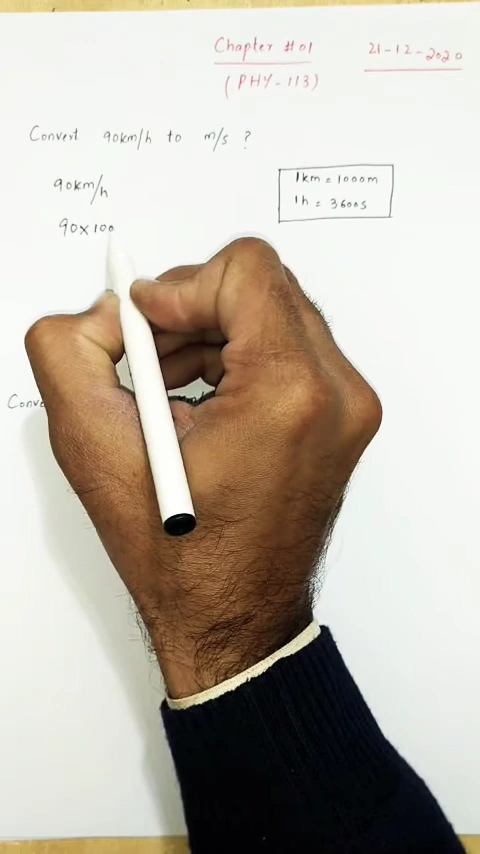 Chapter #01
21-12-2020
(PHY-113)
Convert 90km/h to m/s ?
90km/h
1km = 1000m
1h = 3600s
90x100